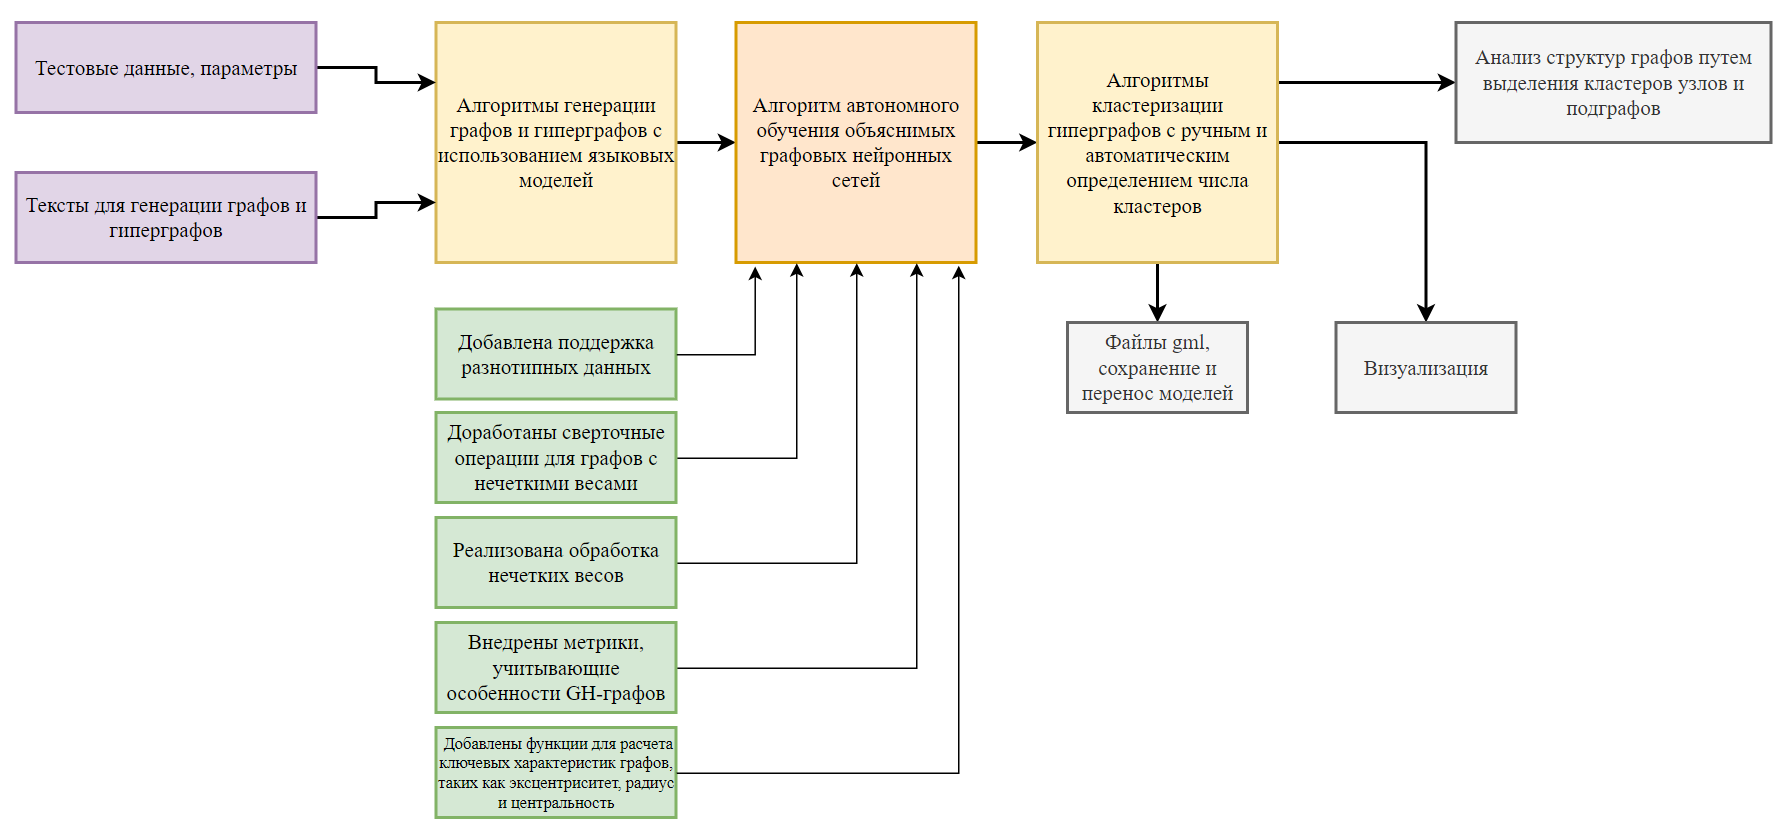 Тестовые данные, параметры
Тексты для генерации графов и
гиперграфов
Алгоритмы генерации
графов и гиперграфов с
использованием языковых
моделей
Алгоритм автономного
обучения объяснимых
графовых нейронных
сетей
Алгоритмы
кластеризации
гиперграфов с ручным и
автоматическим
определением числа
кластеров
Анализ структур графов путем
выделения кластеров узлов и
подграфов
Файлы gml,
сохранение и
перенос моделей
Визуализация
Добавлена поддержка
разнотипных данных
Доработаны сверточные
операции для графов с
нечеткими весами
Реализована обработка
нечетких весов
Внедрены метрики,
учитывающие
особенности GH-графов
Добавлены функции для расчета
ключевых характеристик графов,
таких как эксцентриситет, радиус
и центральность